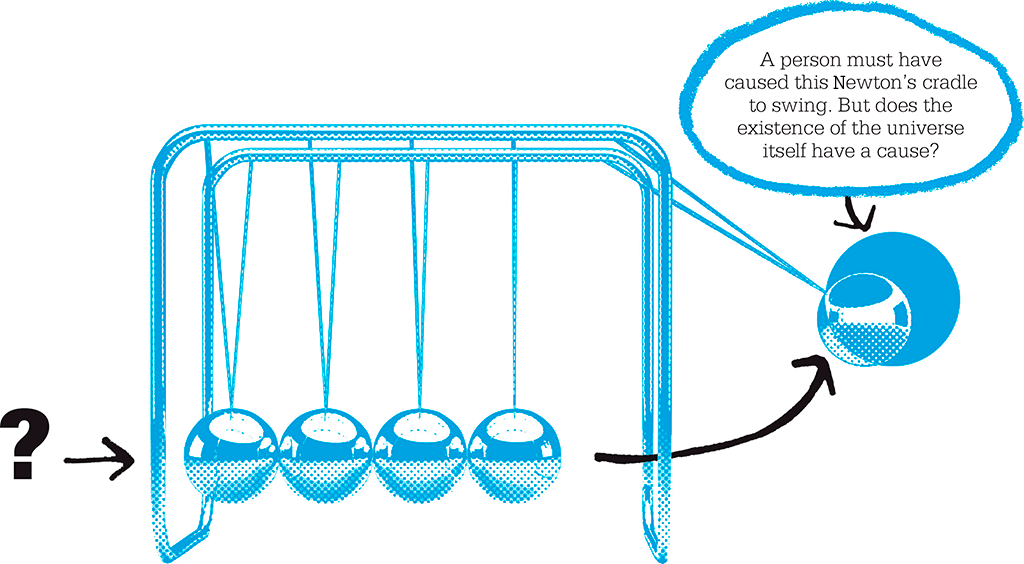 A person must have
caused this Newton’s cradle
to swing. But does the
existence of the universe
itself have a cause?
?